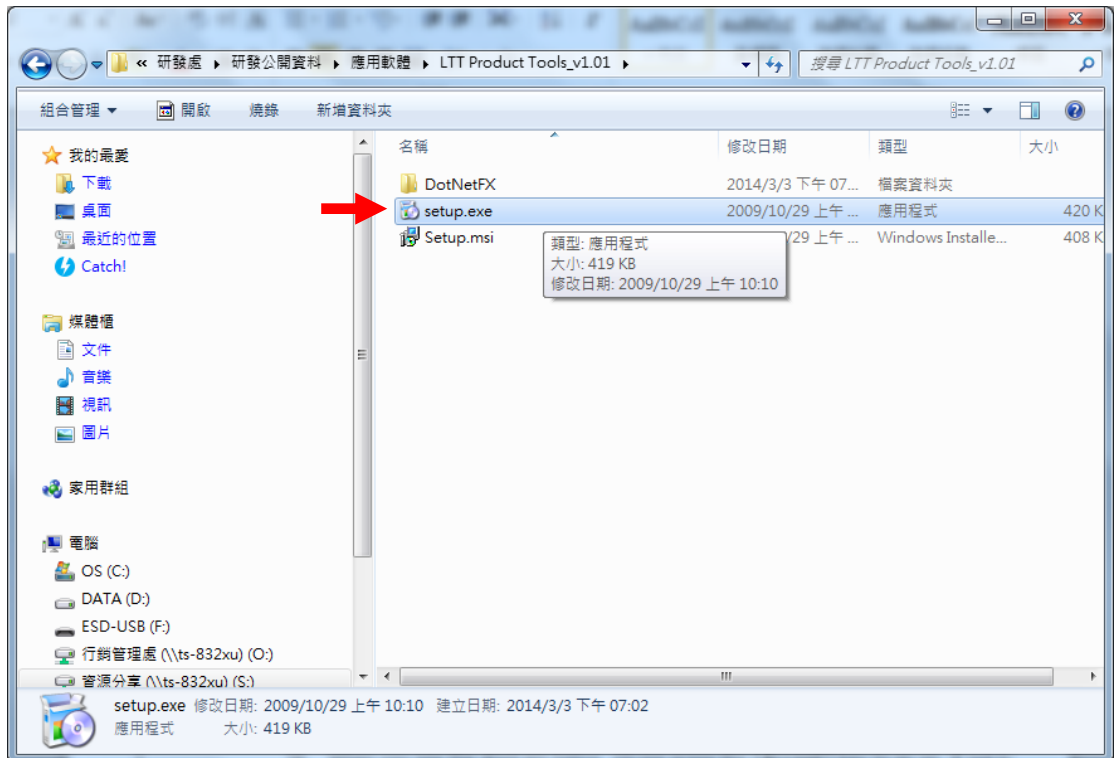 « 研發處 ▸ 研發公開資料 ▸ 應用軟體 ▸ LTT Product Tools_v1.01 ▸
搜尋 LTT Product Tools_v1.01
組合管理 ▼ 開啟 燒錄 新增資料夾
我的最愛
下載
桌面
最近的位置
Catch!
媒體櫃
文件
音樂
視訊
圖片
家用群組
電腦
OS (C:)
DATA (D:)
ESD-USB (F:)
行銷管理處 (\\ts-832xu) (O:)
資源分享 (\\ts-832xu) (S:)
名稱 修改日期 類型 大小
DotNetFX 2014/3/3 下午 07... 檔案資料夾
setup.exe 2009/10/29 上午 ... 應用程式 420 K
Setup.msi /29 上午 ... Windows Installe... 408 K
類型: 應用程式
大小: 419 KB
修改日期: 2009/10/29 上午 10:10
setup.exe 修改日期: 2009/10/29 上午 10:10 建立日期: 2014/3/3 下午 07:02
應用程式 大小: 419 KB